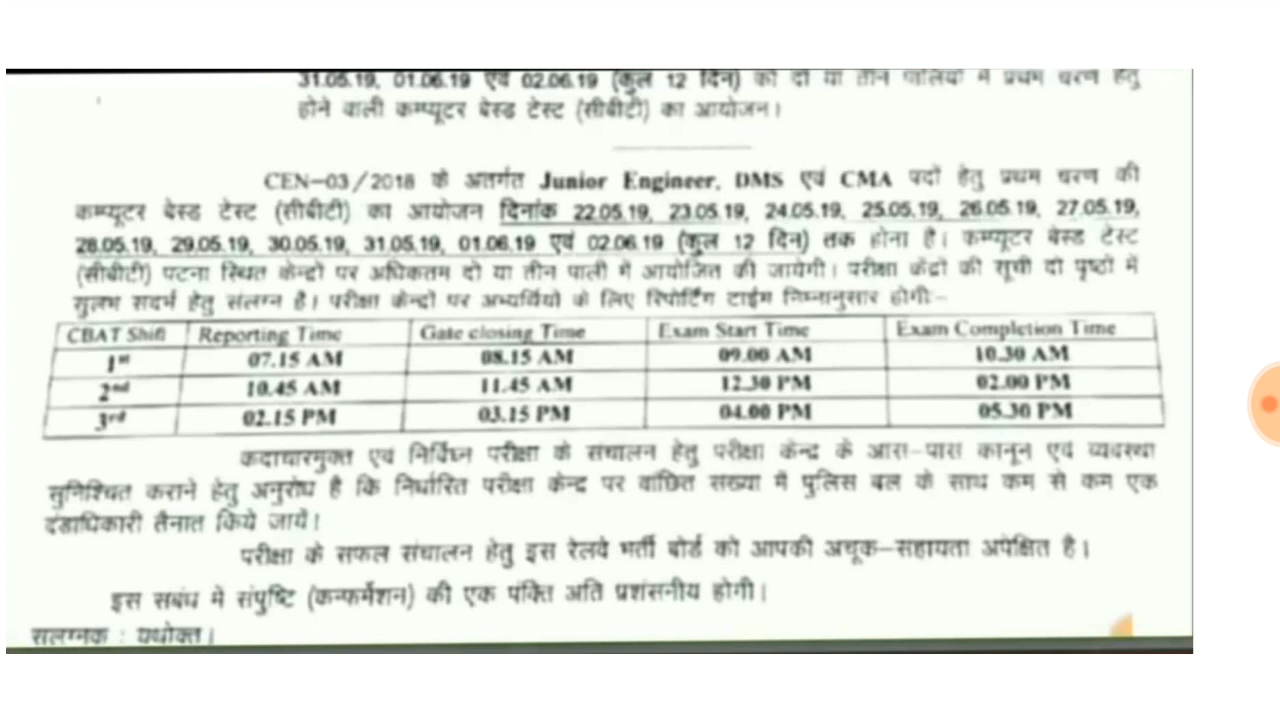 31.05.19, 01.06.19 एवं 02.06.19 (कुल 12 दिन) को दो या तीन पालियों में प्रथम चरण हेतु
होने वाली कम्प्यूटर बेस्ड टेस्ट (सीबीटी) का आयोजन।
CEN-03/2018 के अतर्गत Junior Engineer, DMS एवं CMA पदों हेतु प्रथम चरण की
कम्प्यूटर बेस्ड टेस्ट (सीबीटी) का आयोजन दिनांक 22.05.19, 23.05.19, 24.05.19, 25.05.19, 26.05.19, 27.05.19,
28.05.19, 29.05.19, 30.05.19, 31.05.19, 01.06.19 एवं 02.06.19 (कुल 12 दिन) तक होना है। कम्प्यूटर बेस्ड टेस्ट
(सीबीटी) पटना स्थित केन्द्रों पर अधिकतम दो या तीन पाली में आयोजित की जायेगी। परीक्षा केंद्रों की सूची दो पृष्ठों में
सुलभ संदर्भ हेतु संलग्न है। परीक्षा केन्द्रों पर अभ्यर्थियों के लिए रिपोर्टिंग टाईम निम्नानुसार होगी:-
CBAT Shift Reporting Time Gate closing Time Exam Start Time Exam Completion Time
1st 07.15 AM 08.15 AM 09.00 AM 10.30 AM
2nd 10.45 AM 11.45 AM 12.30 PM 02.00 PM
3rd 02.15 PM 03.15 PM 04.00 PM 05.30 PM
कदाचारमुक्त एवं निर्विघ्न परीक्षा के संचालन हेतु परीक्षा केन्द्र के आस-पास कानून एवं व्यवस्था
सुनिश्चित कराने हेतु अनुरोध है कि निर्धारित परीक्षा केन्द्र पर वांछित संख्या में पुलिस बल के साथ कम से कम एक
दंडाधिकारी तैनात किये जायें।
परीक्षा के सफल संचालन हेतु इस रेलवे भर्ती बोर्ड को आपकी अचूक-सहायता अपेक्षित है।
इस संबंध में संपुष्टि (कन्फर्मेशन) की एक पंक्ति अति प्रशंसनीय होगी।
संलग्नक : यथोक्त।